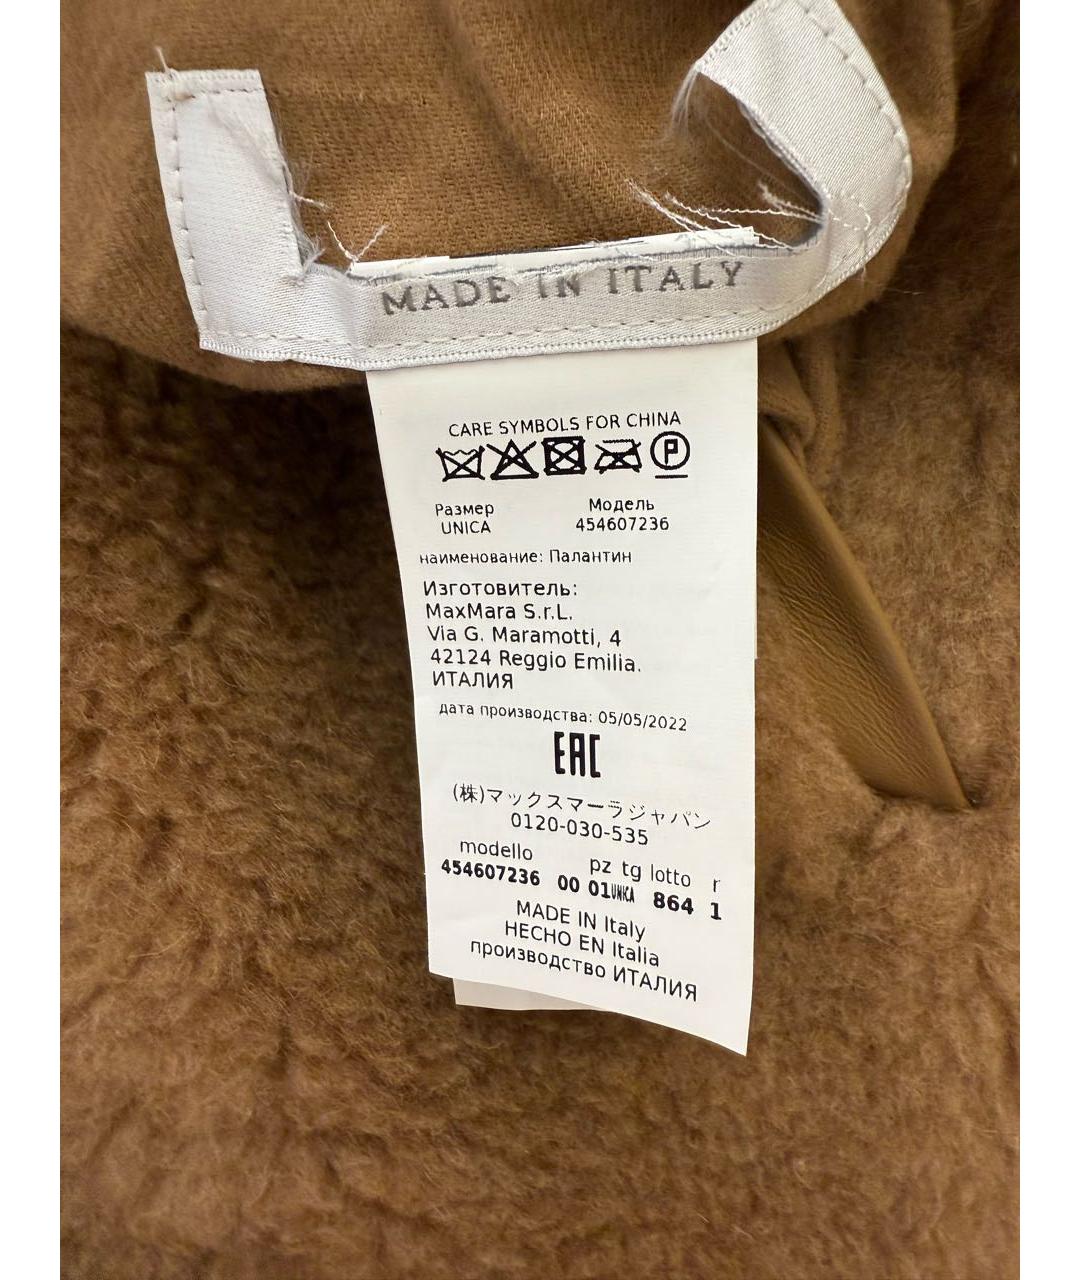 MADE IN ITALY
CARE SYMBOLS FOR CHINA
P
Размер Модель
UNICA 454607236
наименование: Палантин
Изготовитель:
MaxMara S.r.L.
Via G. Maramotti, 4
42124 Reggio Emilia.
ИТАЛИЯ
дата производства: 05/05/2022
EAC
(株)マックスマーラジャパン
0120-030-535
modello pz tg lotto r
454607236 00 01 UNICA 864 1
MADE IN Italy
HECHO EN Italia
производство ИТАЛИЯ